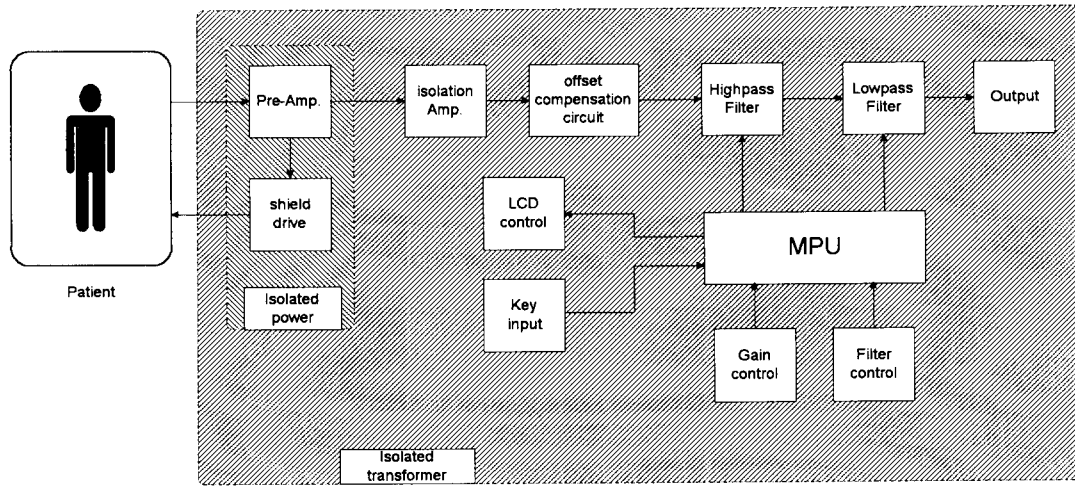 Pre-Amp.
isolation
Amp.
offset
compensation
circuit
Highpass
Filter
Lowpass
Filter
Output
shield
drive
LCD
control
MPU
Patient
Isolated
power
Key
input
Gain
control
Filter
control
Isolated
transformer